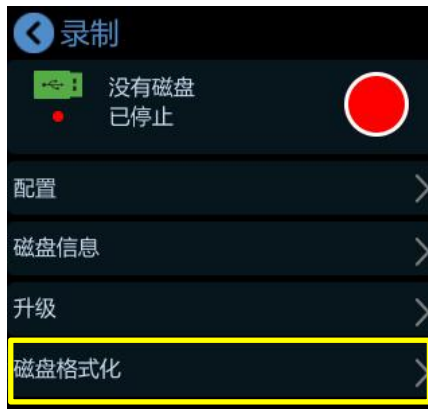 录制
没有磁盘
已停止
配置
磁盘信息
升级
磁盘格式化